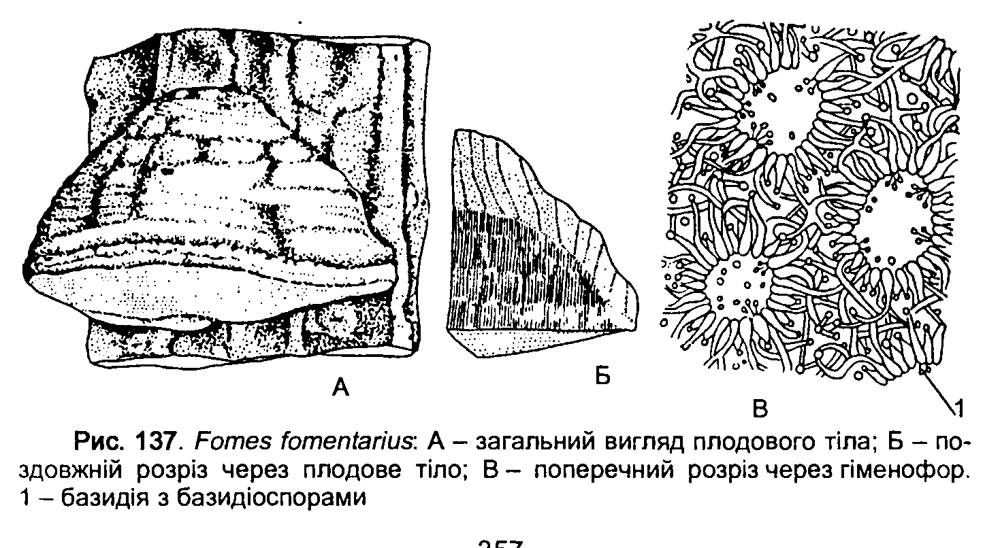 А
Б
В
1
Рис. 137. Fomes fomentarius: А – загальний вигляд плодового тіла; Б – по-
здовжній розріз через плодове тіло; В – поперечний розріз через гіменофор.
1 – базидія з базидіоспорами
357